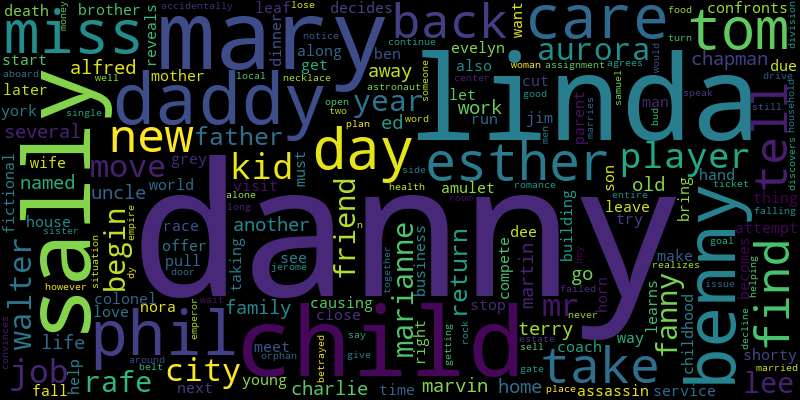 death brother mary back care tom
money accidentally lose food division
miss reveals leaf decides want confronts
start dinner along ben evelyn aurora turn
alfred get also chapman
later mother away due
york single daddy year cut let work good
center woman assignment agrees would
local necklace someone astronaut
open two men marries samuel bud drive speak
several new father ed run jim man
linda
sally wife grey day esther player tell
move kid must parent still household
named uncle world visit amulet old hand
fictional house sister alone long
danny
health side romance entire ticket
plan word
begin another friend son leave bring
however situation dy empire
race offer pull see door jerome
taking room n
return dee building go try thing falling
walter colonel love nora causing family
emperor wait together
marianne business compete martin mr horn
boy failed never make realizes attempt
becomes discovers
benny find
phil child close stop terry way fanny
life meet right coach learns childhood
goal issue helping decline
job city say give getting rock estate sell gate
take shorty married
help rafe next young charlie time marvin home
around belt orphan betrayed
fall convinces continue notice
place assassin service lee